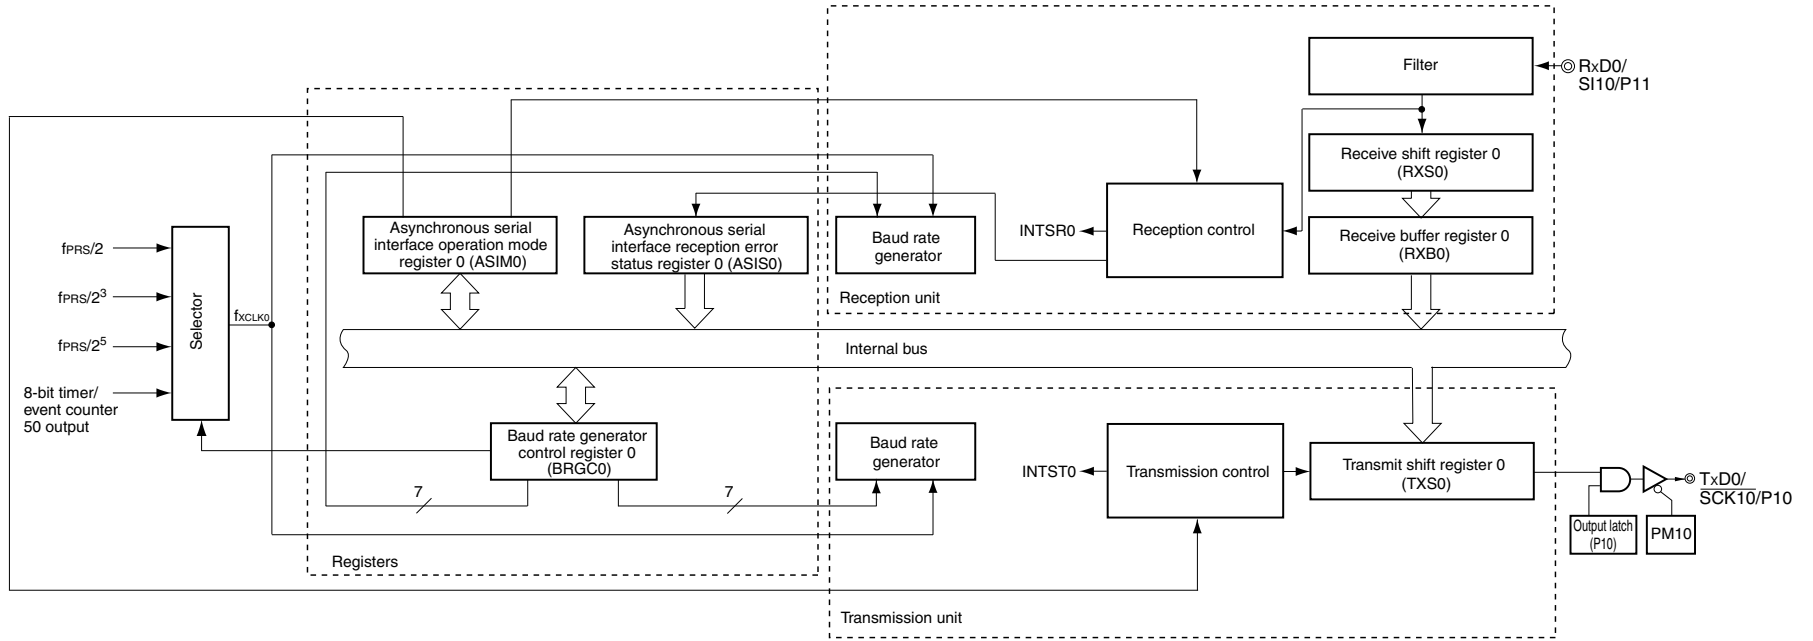 Filter
RxD0/
SI10/P11
Receive shift register 0
(RXS0)
Asynchronous serial
interface operation mode
register 0 (ASIM0)
Asynchronous serial
interface reception error
status register 0 (ASIS0)
Baud rate
generator
INTSR0
Reception control
Receive buffer register 0
(RXB0)
Reception unit
fPRS/2
fPRS/2³
fPRS/2⁵
8-bit timer/
event counter
50 output
Selector
fXCLK0
Internal bus
Baud rate generator
control register 0
(BRGC0)
7
7
Registers
Baud rate
generator
INTST0
Transmission control
Transmit shift register 0
(TXS0)
TxD0/
SCK10/P10
Output latch
(P10)
PM10
Transmission unit